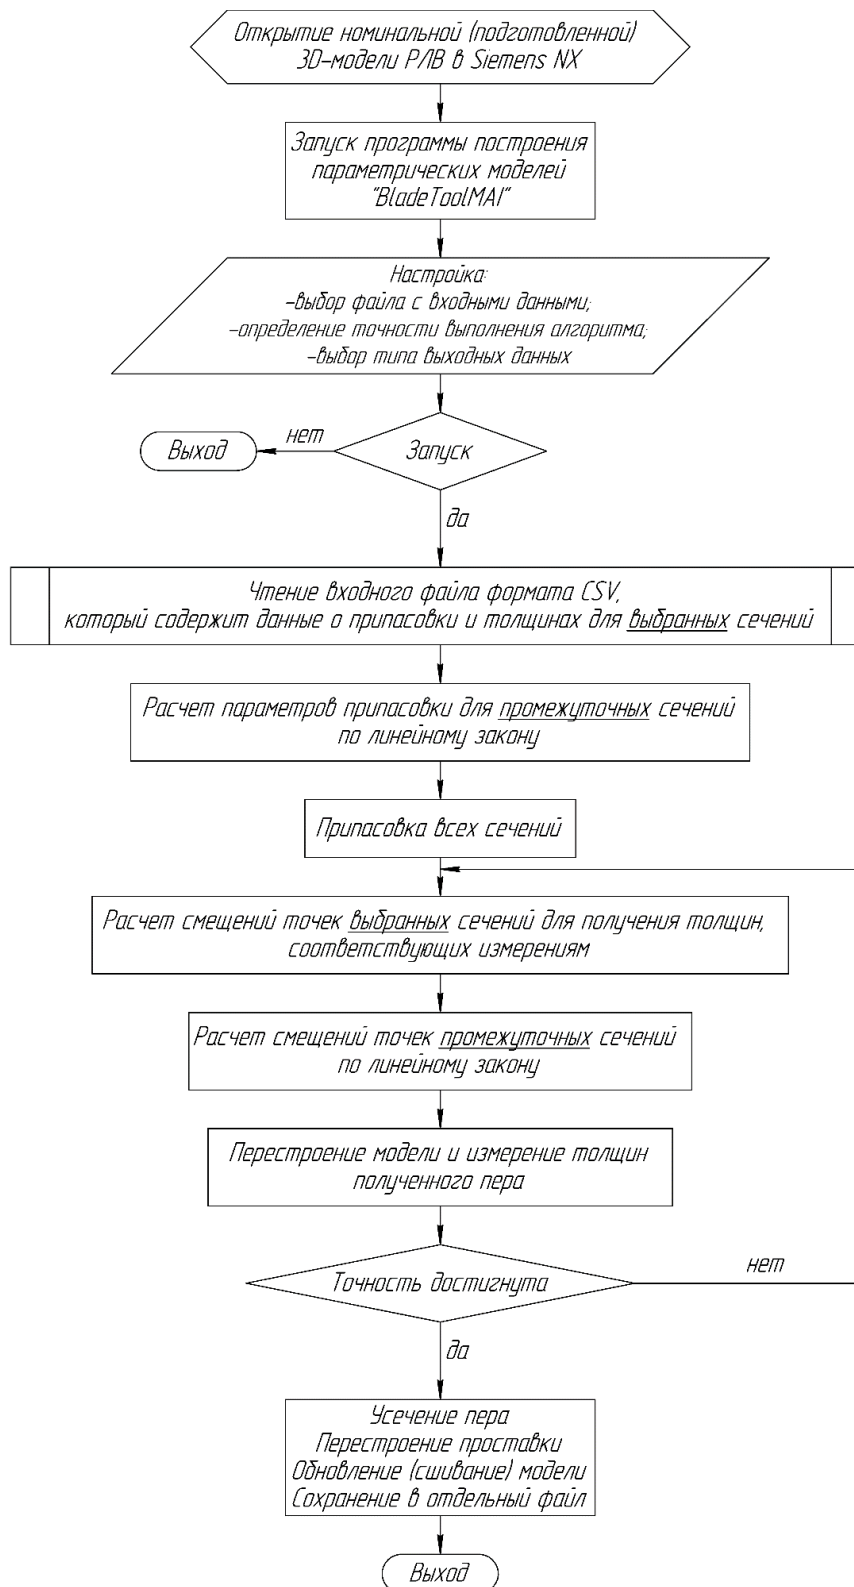 Открытие номинальной (подготовленной)
3D-модели РЛВ в Siemens NX
Запуск программы построения
параметрических моделей
"BladeToolMAI"
Настройка:
-выбор файла с входными данными;
-определение точности выполнения алгоритма;
-выбор типа выходных данных
Выход
нет
Запуск
да
Чтение входного файла формата CSV,
который содержит данные о припасовки и толщинах для выбранных сечений
Расчет параметров припасовки для промежуточных сечений
по линейному закону
Припасовка всех сечений
Расчет смещений точек выбранных сечений для получения толщин,
соответствующих измерениям
Расчет смещений точек промежуточных сечений
по линейному закону
Перестроение модели и измерение толщин
полученного пера
Точность достигнута
нет
да
Усечение пера
Перестроение проставки
Обновление (сшивание) модели
Сохранение в отдельный файл
Выход